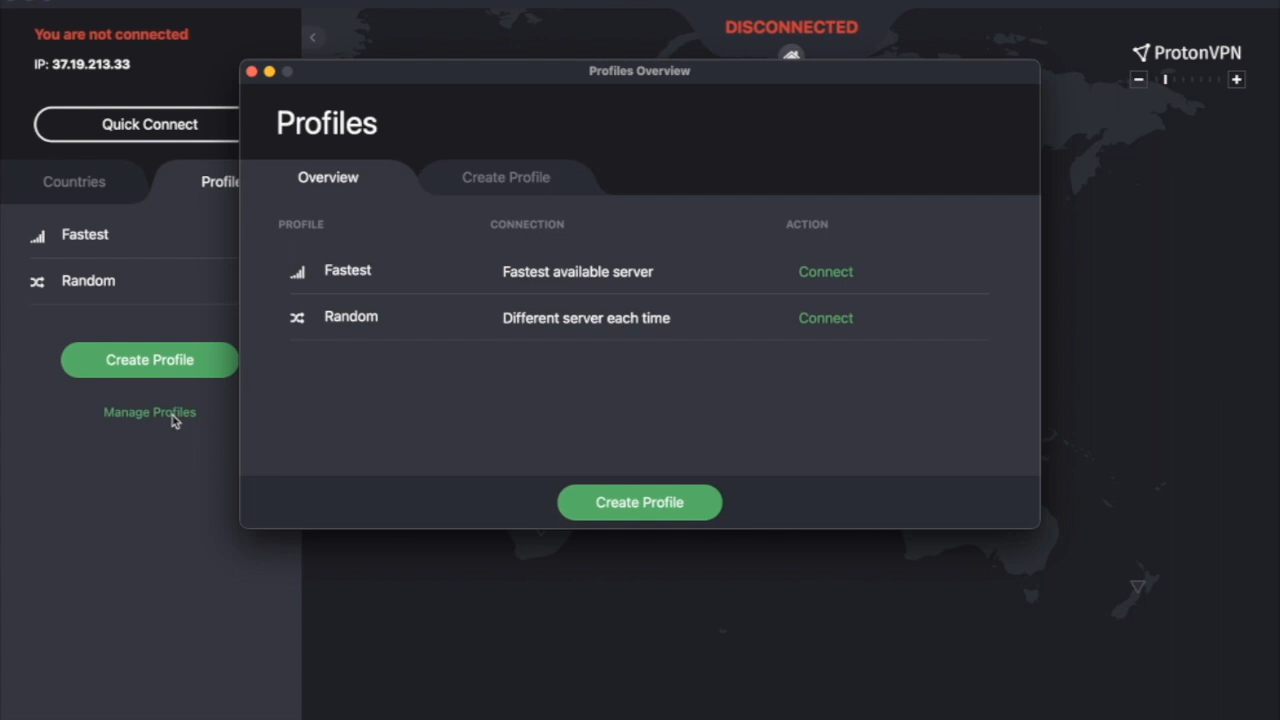 You are not connected
IP: 37.19.213.33
Quick Connect
Countries
Profile
Fastest
Random
Create Profile
Manage Profiles
DISCONNECTED
ProtonVPN
Profiles Overview
Profiles
Overview Create Profile
PROFILE CONNECTION ACTION
Fastest Fastest available server Connect
Random Different server each time Connect
Create Profile